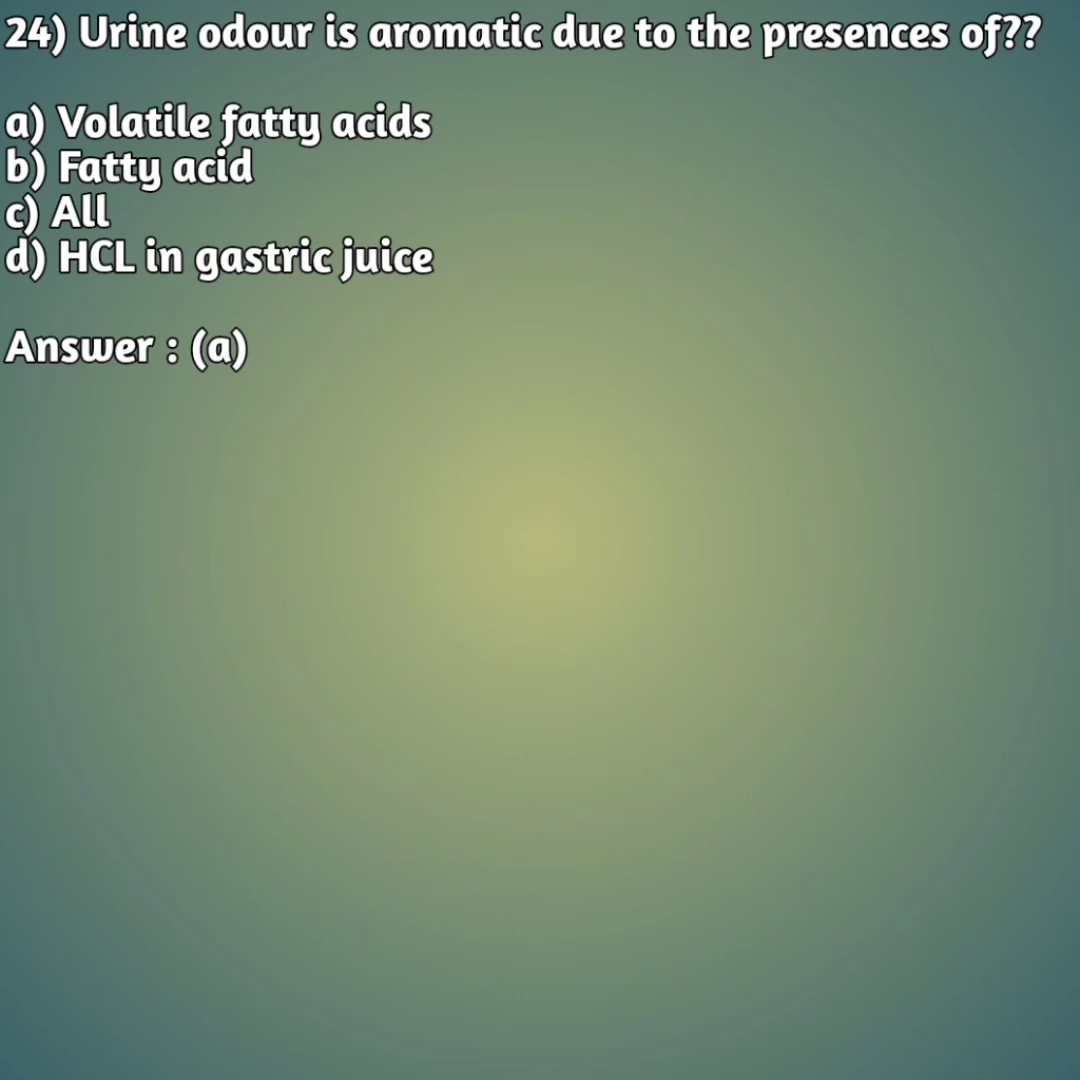 24) Urine odour is aromatic due to the presences of??
a) Volatile fatty acids
b) Fatty acid
c) All
d) HCL in gastric juice
Answer : (a)